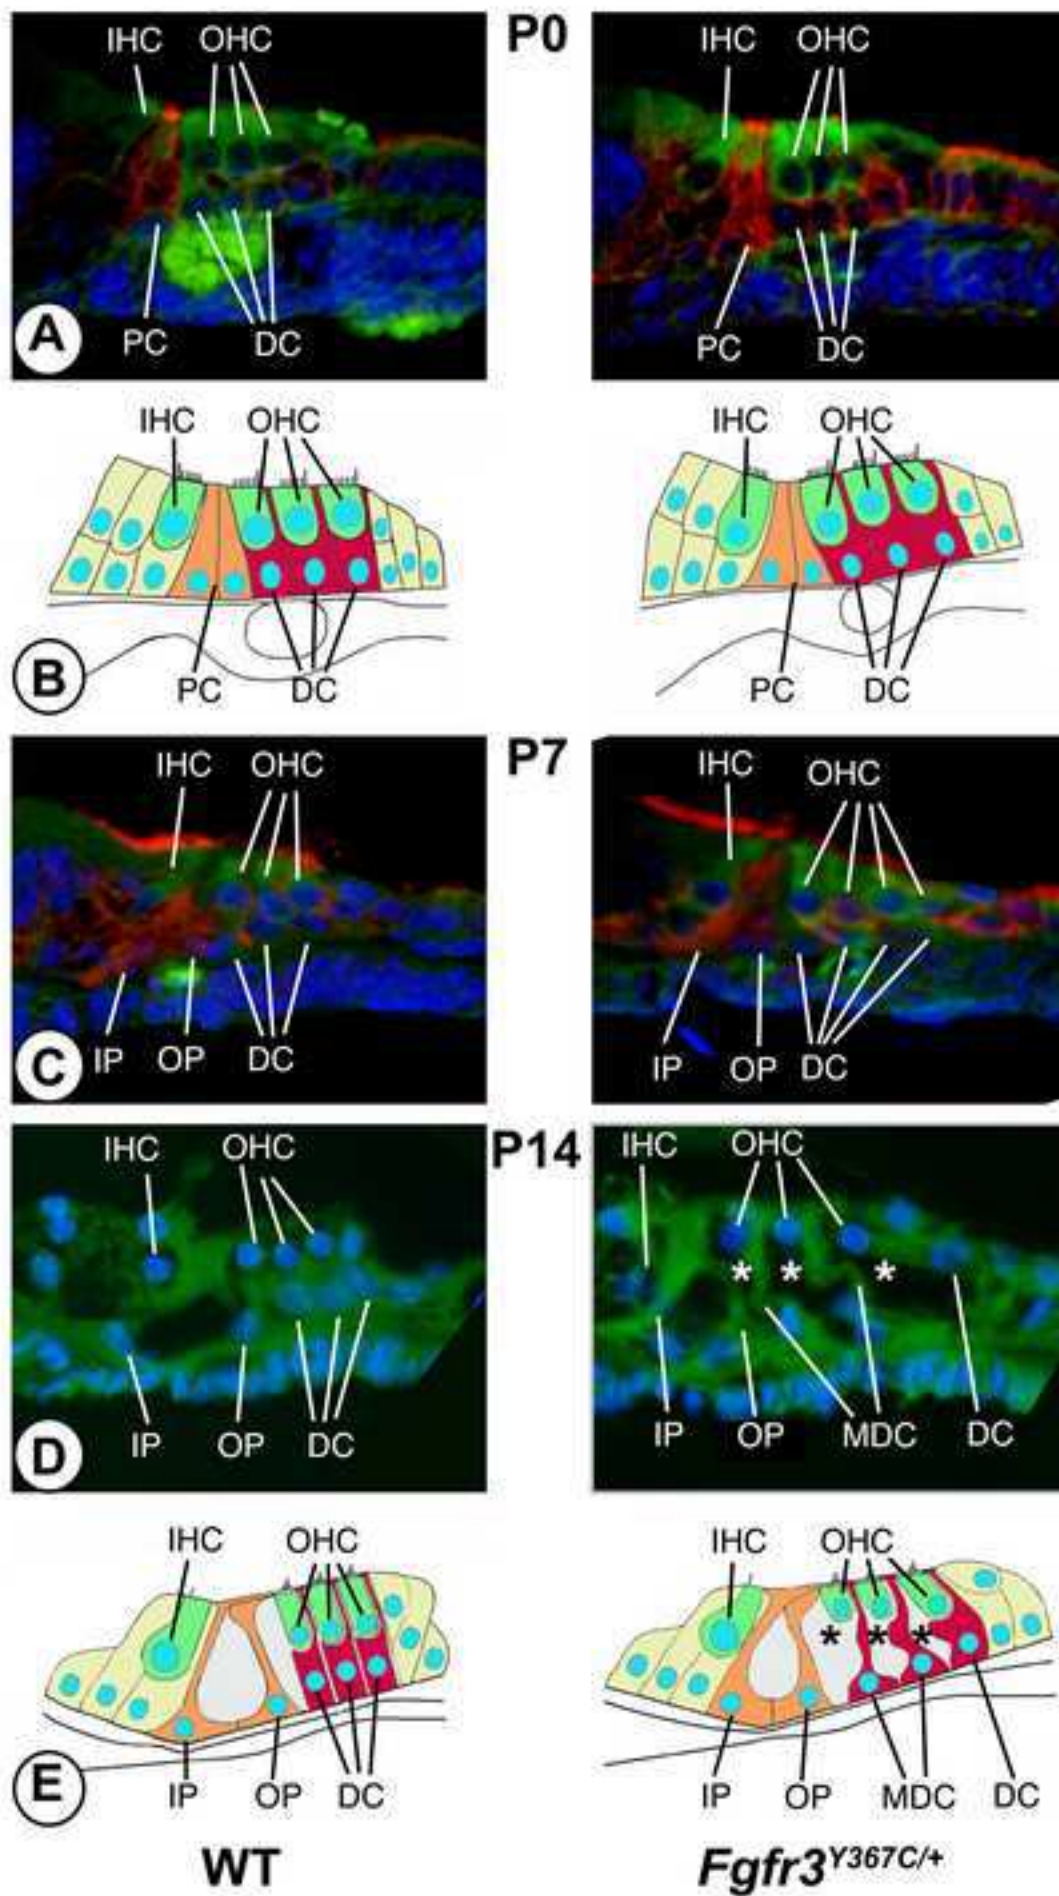 P0
IHC OHC IHC OHC
PC DC PC DC
A
IHC OHC IHC OHC
PC DC PC DC
B
P7
IHC OHC IHC OHC
IP OP DC IP OP DC
C
P14
IHC OHC IHC OHC
* * *
IP OP DC IP OP MDC DC
D
IHC OHC IHC OHC
* * *
IP OP DC IP OP MDC DC
E
WT Fgfr3Y367C/+